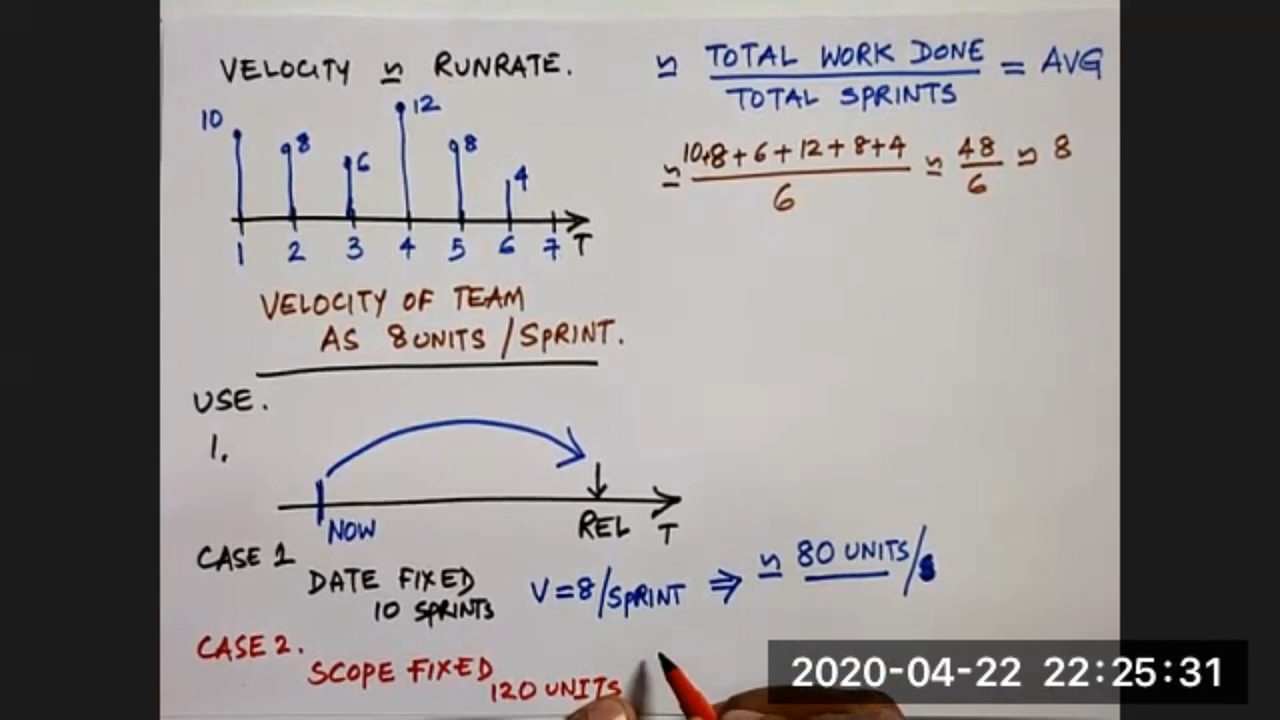 VELOCITY ≌ RUNRATE.
≌ TOTAL WORK DONE / TOTAL SPRINTS = AVG
10 8 6 12 8 4
≌ 10+8+6+12+8+4 / 6 ≌ 48 / 6 ≌ 8
1 2 3 4 5 6 7 T
VELOCITY OF TEAM
AS 8 UNITS / SPRINT.
USE.
1.
NOW REL T
CASE 1
DATE FIXED
10 SPRINTS
V=8/SPRINT ⇒ ≌ 80 UNITS/S
CASE 2.
SCOPE FIXED
120 UNITS
2020-04-22 22:25:31